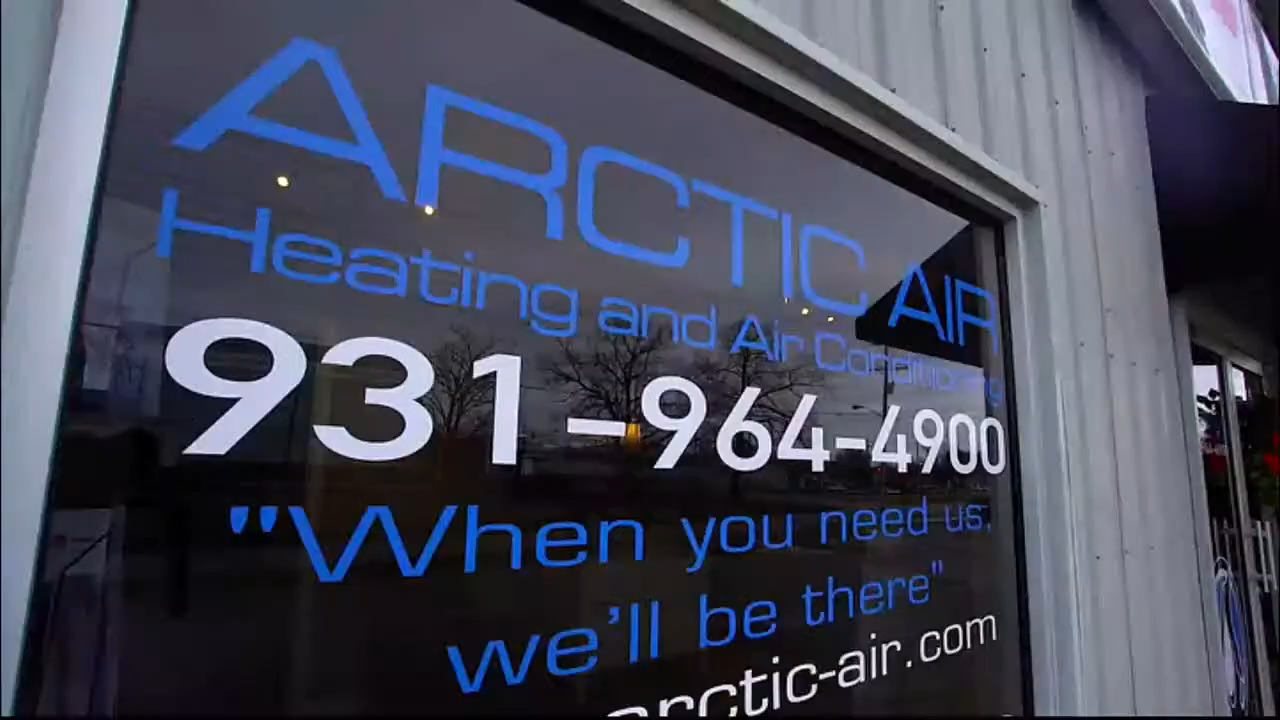 ARCTIC AIR
Heating and Air Conditioning
931-964-4900
"When you need us,
we'll be there"
arctic-air.com